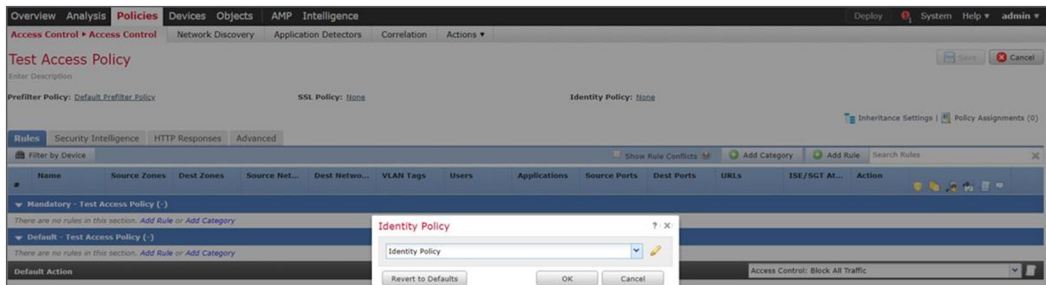 Overview Analysis Policies Devices Objects AMP Intelligence Deploy System Help admin
Access Control Access Control Network Discovery Application Detectors Correlation Actions
Test Access Policy Save Cancel
Enter Description
Prefilter Policy: Default Prefilter Policy SSL Policy: None Identity Policy: None
Inheritance Settings | Policy Assignments (0)
Rules Security Intelligence HTTP Responses Advanced
Filter by Device Show Rule Conflicts Add Category Add Rule Search Rules
# Name Source Zones Dest Zones Source Net... Dest Netwo... VLAN Tags Users Applications Source Ports Dest Ports URLs ISE/SGT At... Action
Mandatory - Test Access Policy (-)
There are no rules in this section. Add Rule or Add Category
Default - Test Access Policy (-)
There are no rules in this section. Add Rule or Add Category
Default Action Access Control: Block All Traffic
Identity Policy ? ×
Identity Policy
Revert to Defaults OK Cancel